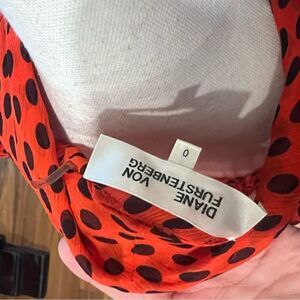 DIANE
VON
FURSTENBERG
0